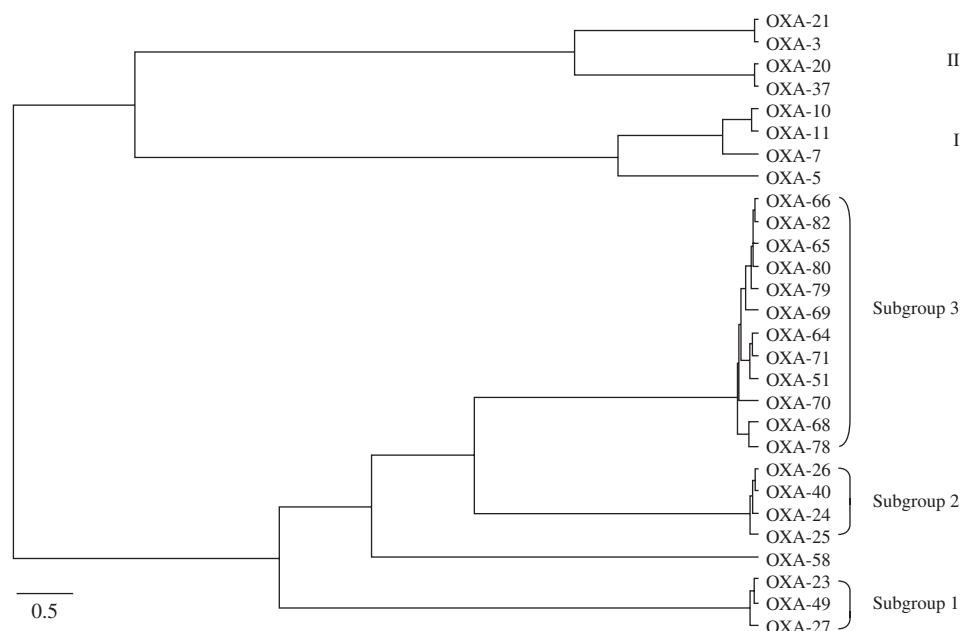 OXA-21
OXA-3
OXA-20
OXA-37
II
OXA-10
OXA-11
OXA-7
OXA-5
I
OXA-66
OXA-82
OXA-65
OXA-80
OXA-79
OXA-69
OXA-64
OXA-71
OXA-51
OXA-70
OXA-68
OXA-78
Subgroup 3
OXA-26
OXA-40
OXA-24
OXA-25
Subgroup 2
OXA-58
OXA-23
OXA-49
OXA-27
Subgroup 1
0.5